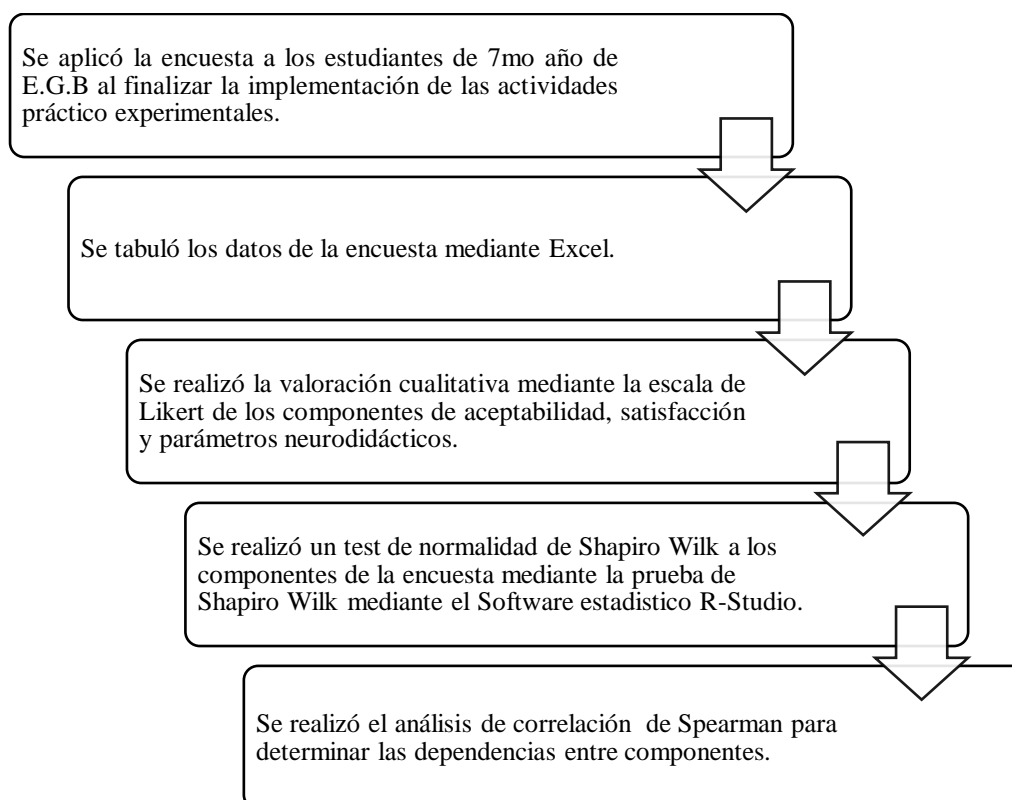 Se aplicó la encuesta a los estudiantes de 7mo año de
E.G.B al finalizar la implementación de las actividades
práctico experimentales.
Se tabuló los datos de la encuesta mediante Excel.
Se realizó la valoración cualitativa mediante la escala de
Likert de los componentes de aceptabilidad, satisfacción
y parámetros neurodidácticos.
Se realizó un test de normalidad de Shapiro Wilk a los
componentes de la encuesta mediante la prueba de
Shapiro Wilk mediante el Software estadistico R-Studio.
Se realizó el análisis de correlación de Spearman para
determinar las dependencias entre componentes.